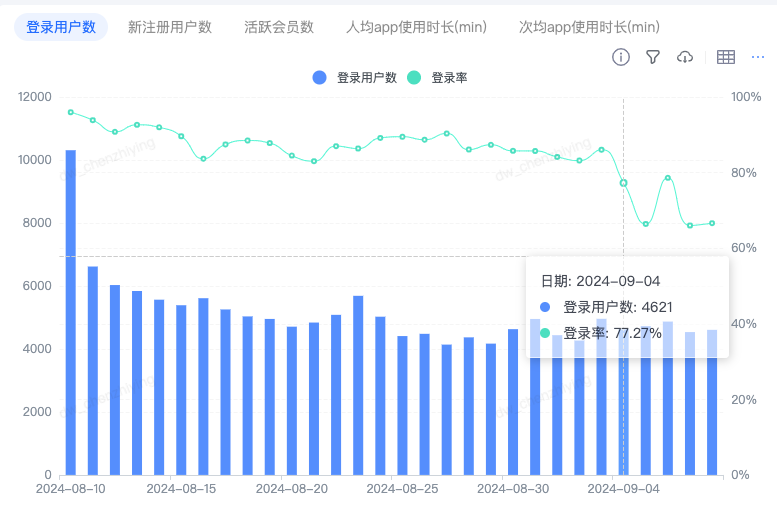 登录用户数 新注册用户数 活跃会员数 人均app使用时长(min) 次均app使用时长(min)
登录用户数 登录率
12000 100%
10000
dw_chenzhiying dw_chenzhiying
80%
8000
60%
6000
日期: 2024-09-04
登录用户数: 4621
登录率: 77.27%
40%
4000
dw_chenzhiying dw_chenzhiying
20%
2000
0 0%
2024-08-10 2024-08-15 2024-08-20 2024-08-25 2024-08-30 2024-09-04